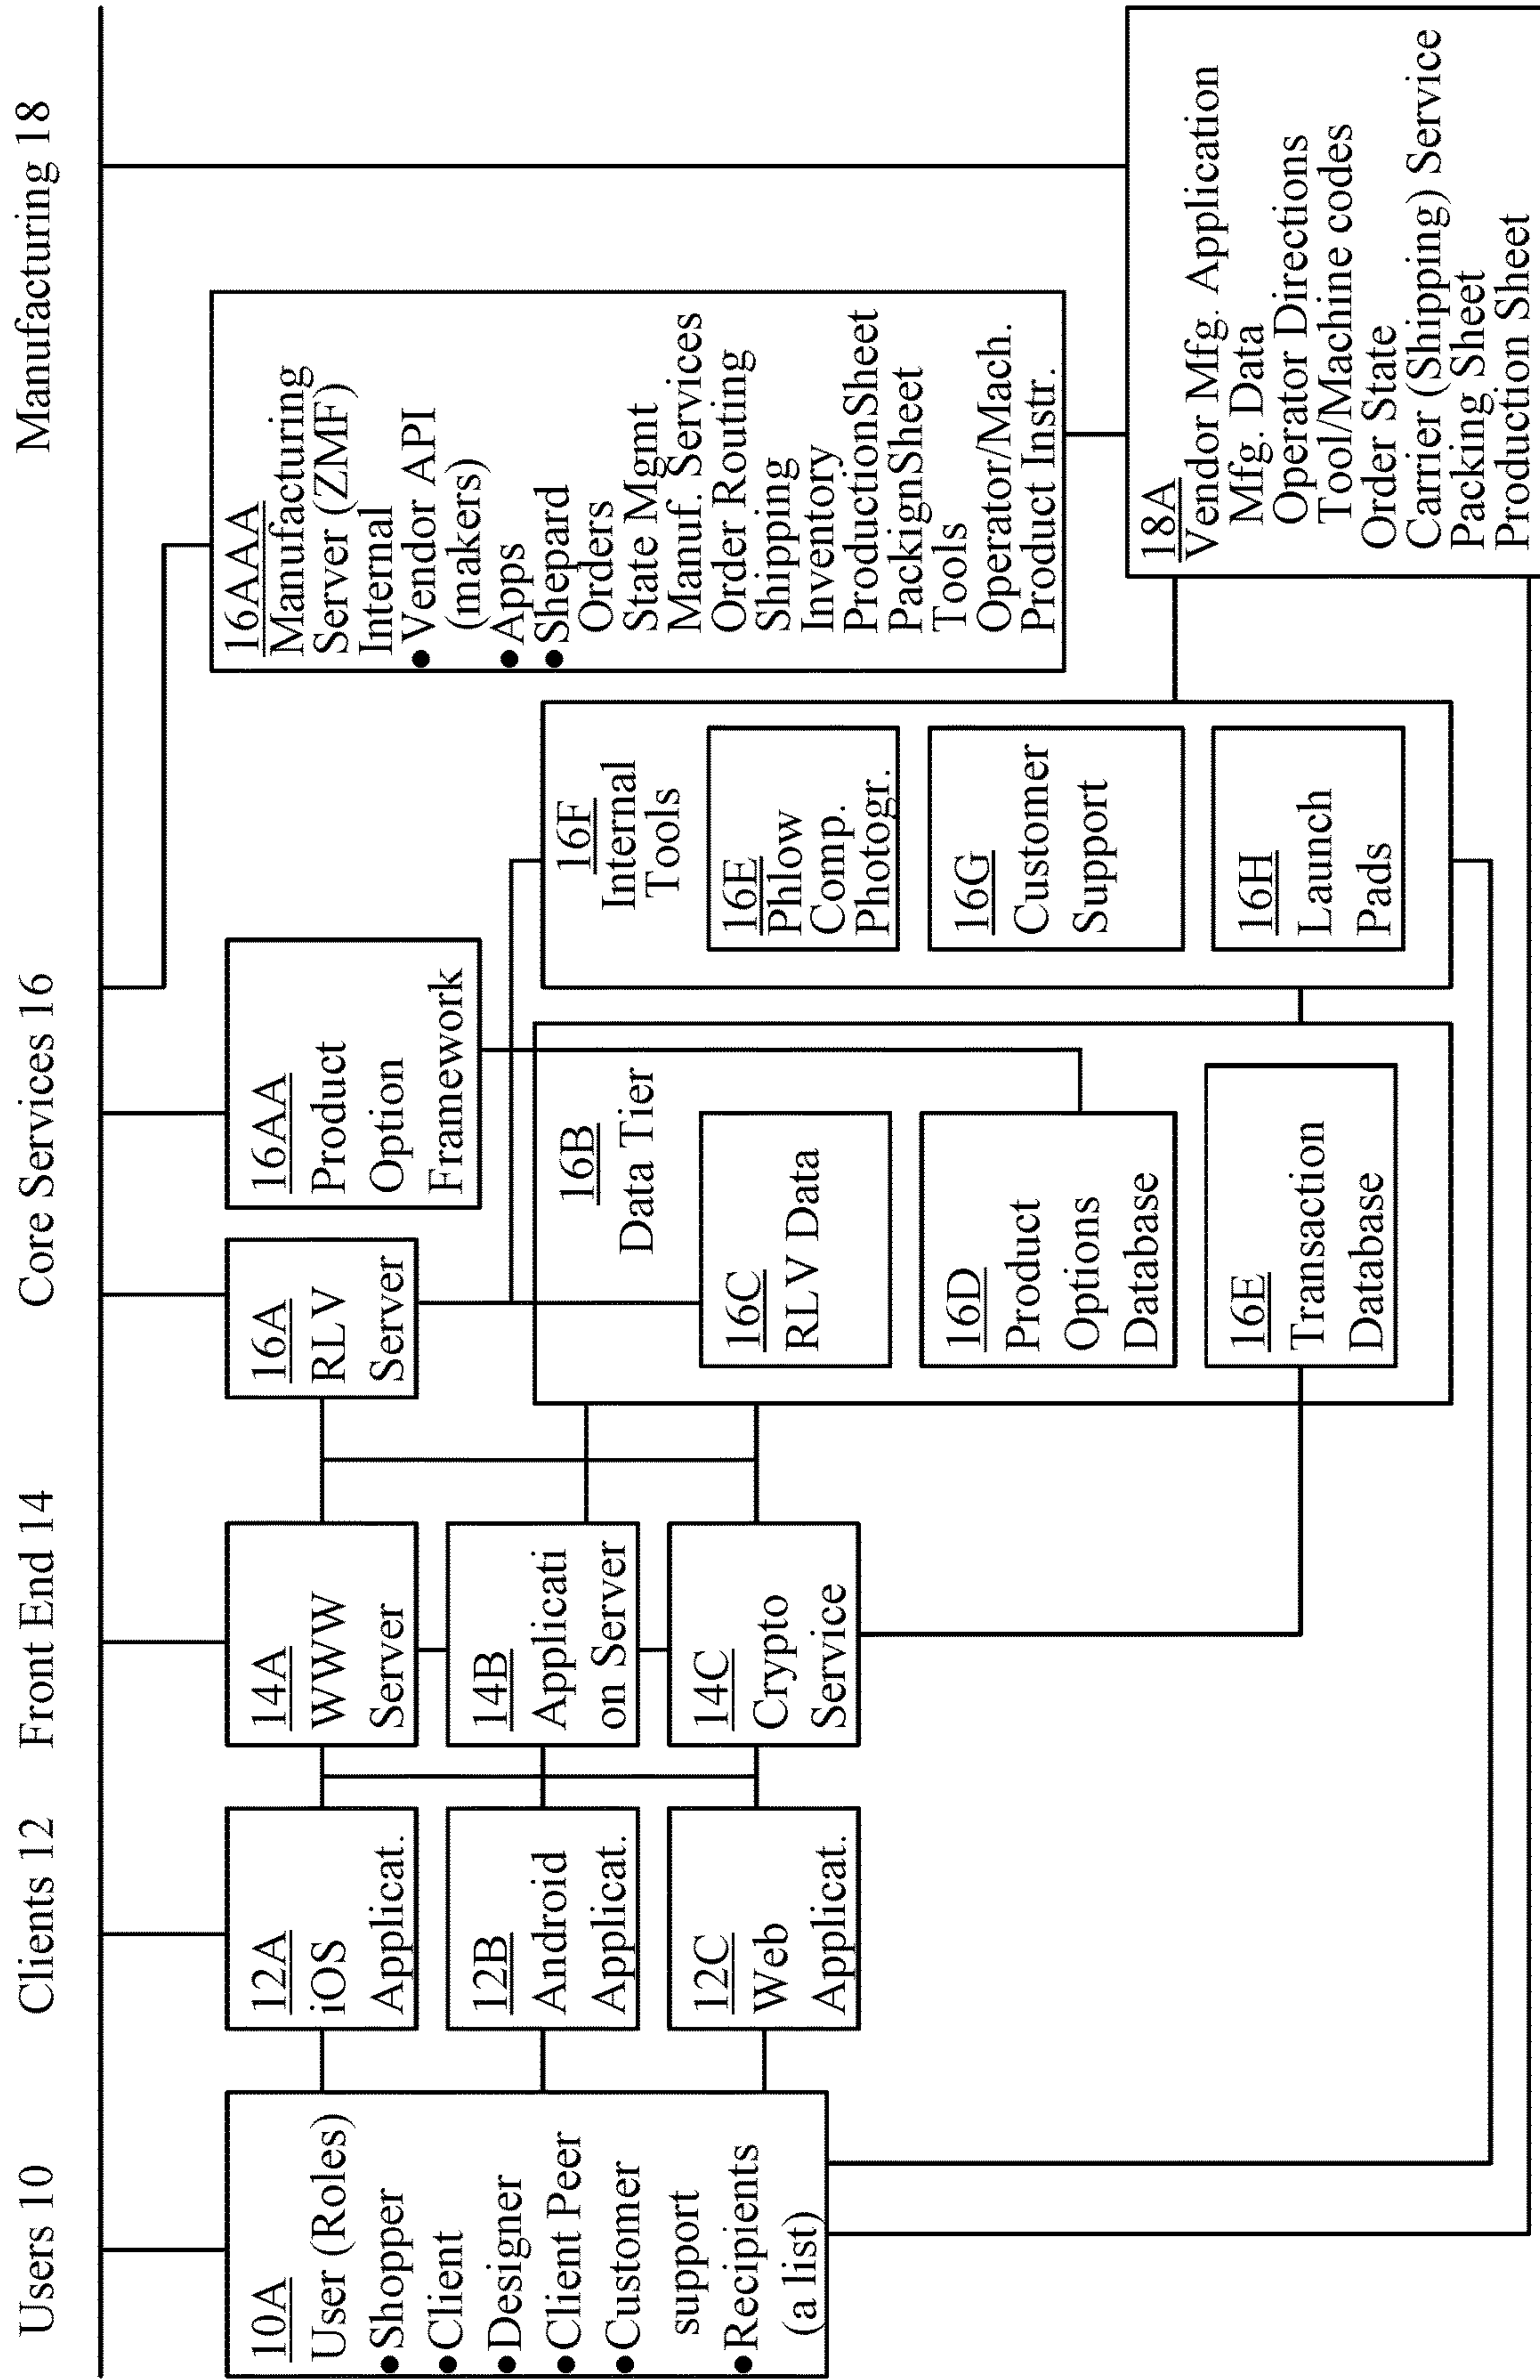 Users 10
Clients 12
Front End 14
Core Services 16
Manufacturing 18
10A
User (Roles)
●Shopper
●Client
●Designer
●Client Peer
●Customer
support
●Recipients
(a list)
12A
iOS
Applicat.
12B
Android
Applicat.
12C
Web
Applicat.
14A
WWW
Server
14B
Applicati
on Server
14C
Crypto
Service
16A
RLV
Server
16AA
Product
Option
Framework
16B
Data Tier
16C
RLV Data
16D
Product
Options
Database
16E
Transaction
Database
16F
Internal
Tools
16E
Phlow
Comp.
Photogr.
16G
Customer
Support
16H
Launch
Pads
16AAA
Manufacturing
Server (ZMF)
Internal
● Vendor API
(makers)
● Apps
● Shepard
Orders
State Mgmt
Manuf. Services
Order Routing
Shipping
Inventory
ProductionSheet
PackignSheet
Tools
Operator/Mach.
Product Instr.
18A
Vendor Mfg. Application
Mfg. Data
Operator Directions
Tool/Machine codes
Order State
Carrier (Shipping) Service
Packing Sheet
Production Sheet